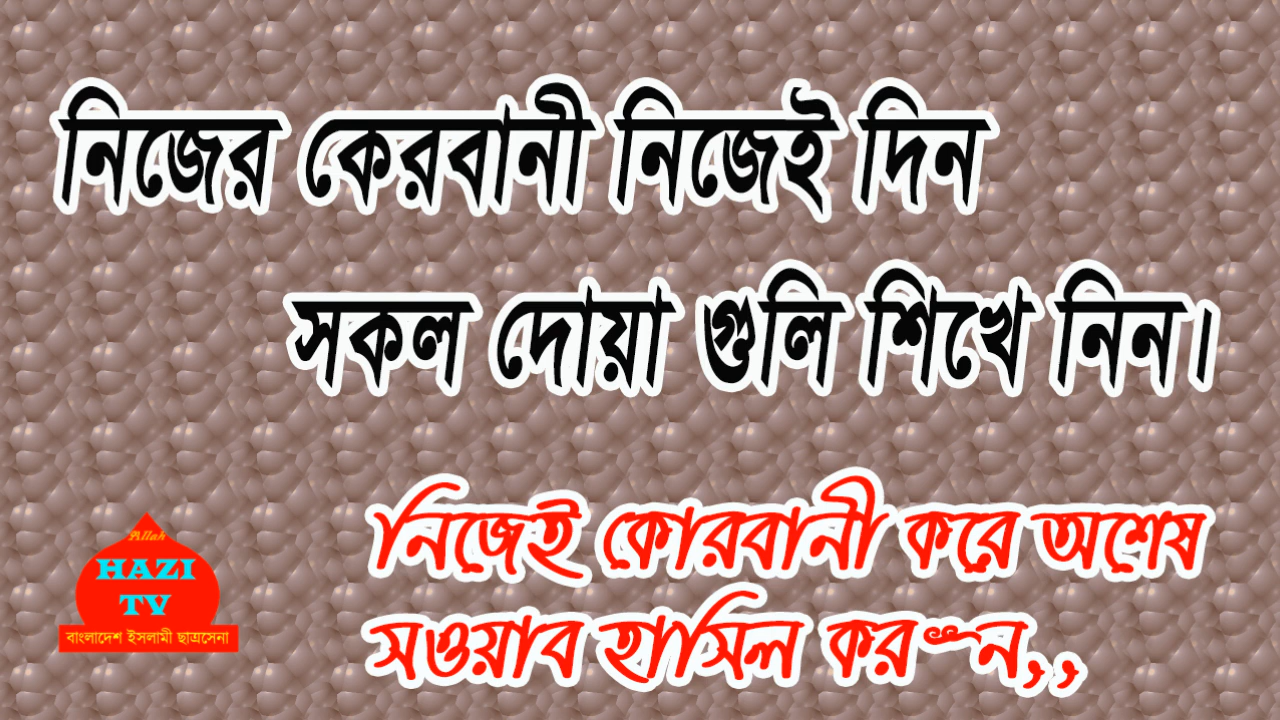 নিজের কেরবানী নিজেই দিন
সকল দোয়া গুলি শিখে নিন।
নিজেই কোরবানী করে অশেষ
সওয়াব হাসিল করুন,,
Allah
HAZI
TV
বাংলাদেশ ইসলামী ছাত্রসেনা